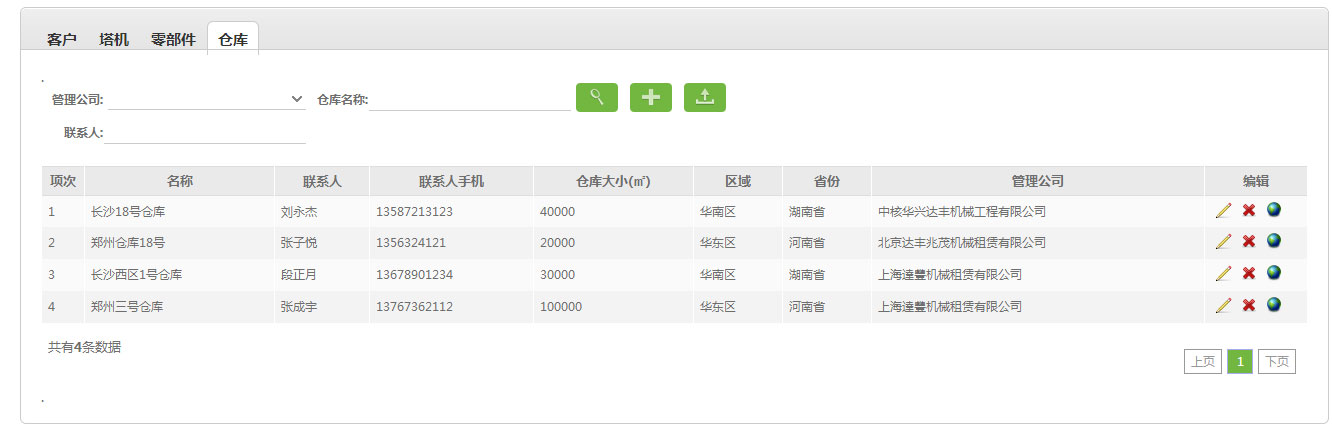 客户 塔机 零部件 仓库
管理公司: 仓库名称:
联系人:
项次 名称 联系人 联系人手机 仓库大小(㎡) 区域 省份 管理公司 编辑
1 长沙18号仓库 刘永杰 13587213123 40000 华南区 湖南省 中核华兴达丰机械工程有限公司
2 郑州仓库18号 张子悦 1356324121 20000 华东区 河南省 北京达丰兆茂机械租赁有限公司
3 长沙西区1号仓库 段正月 13678901234 30000 华南区 湖南省 上海達豐机械租赁有限公司
4 郑州三号仓库 张成宇 13767362112 100000 华东区 河南省 上海達豐机械租赁有限公司
共有4条数据
上页 1 下页